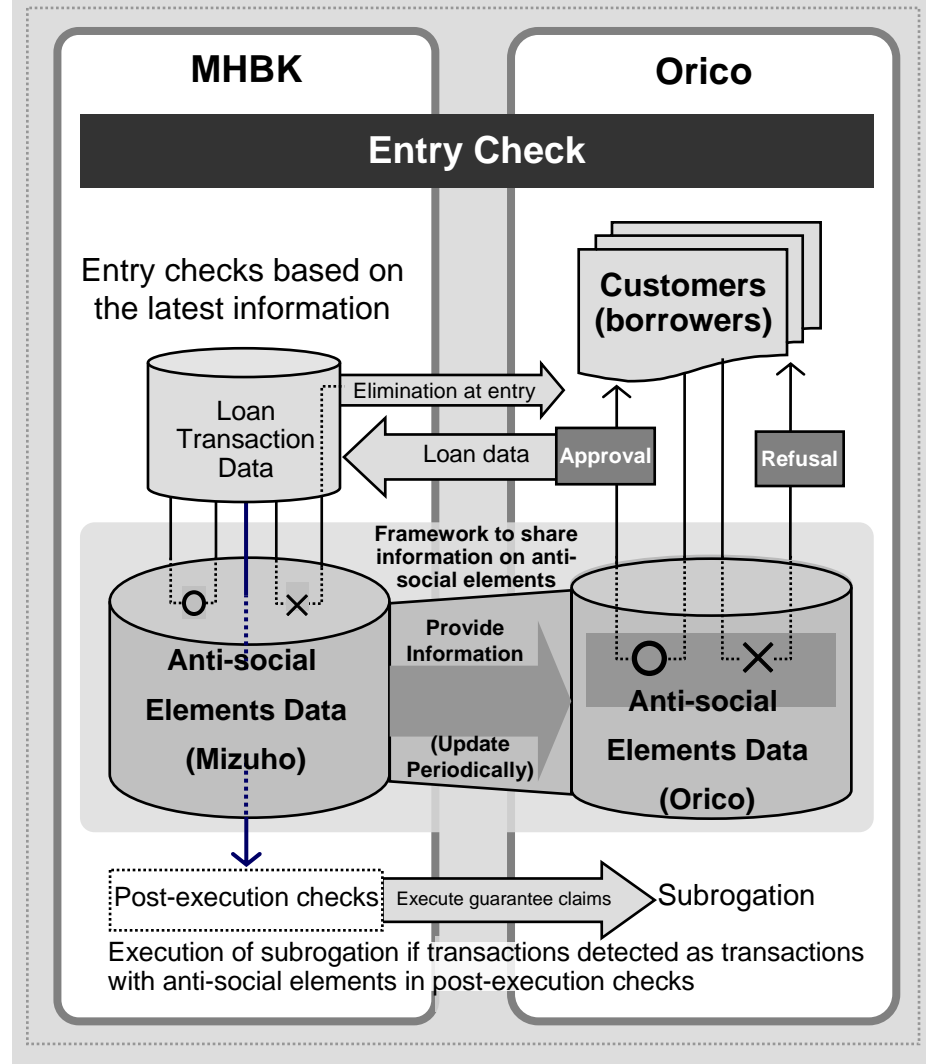 MHBK
Orico
Entry Check
Entry checks based on
the latest information
Customers
(borrowers)
Elimination at entry
Loan
Transaction
Data
Loan data
Approval
Refusal
Framework to share
information on anti-
social elements
Provide
Information
(Update
Periodically)
Anti-social
Elements Data
(Mizuho)
Anti-social
Elements Data
(Orico)
Post-execution checks
Execute guarantee claims
Subrogation
Execution of subrogation if transactions detected as transactions
with anti-social elements in post-execution checks